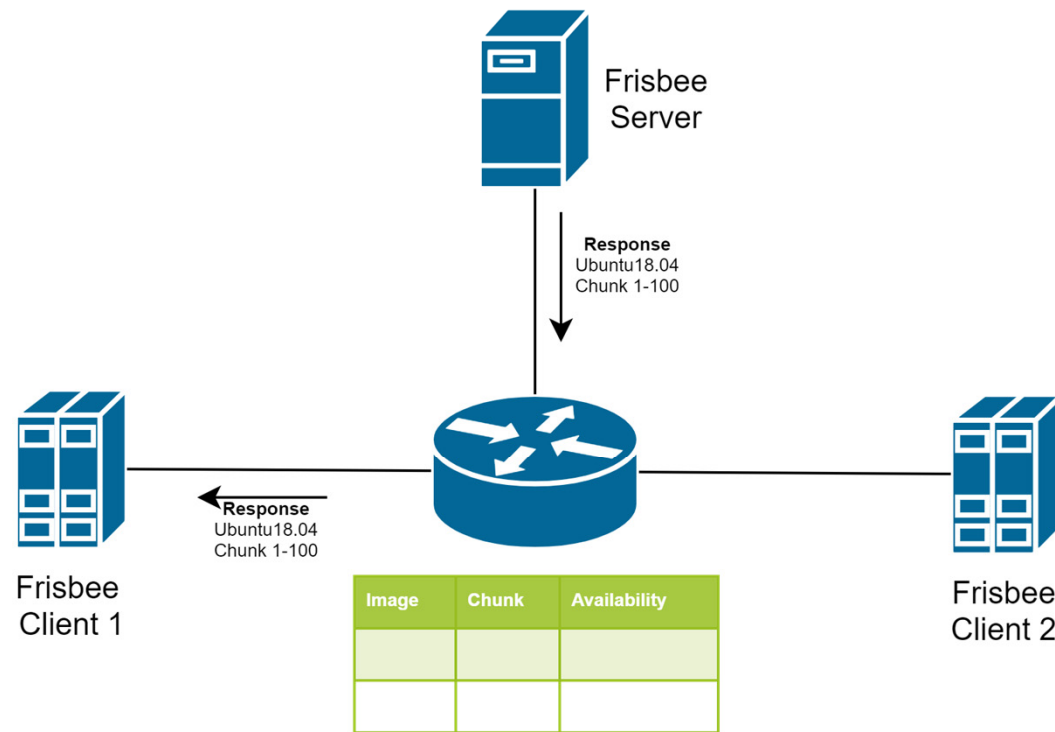 Frisbee
Server
Response
Ubuntu18.04
Chunk 1-100
Response
Ubuntu18.04
Chunk 1-100
Frisbee
Client 1
Image Chunk Availability
Frisbee
Client 2